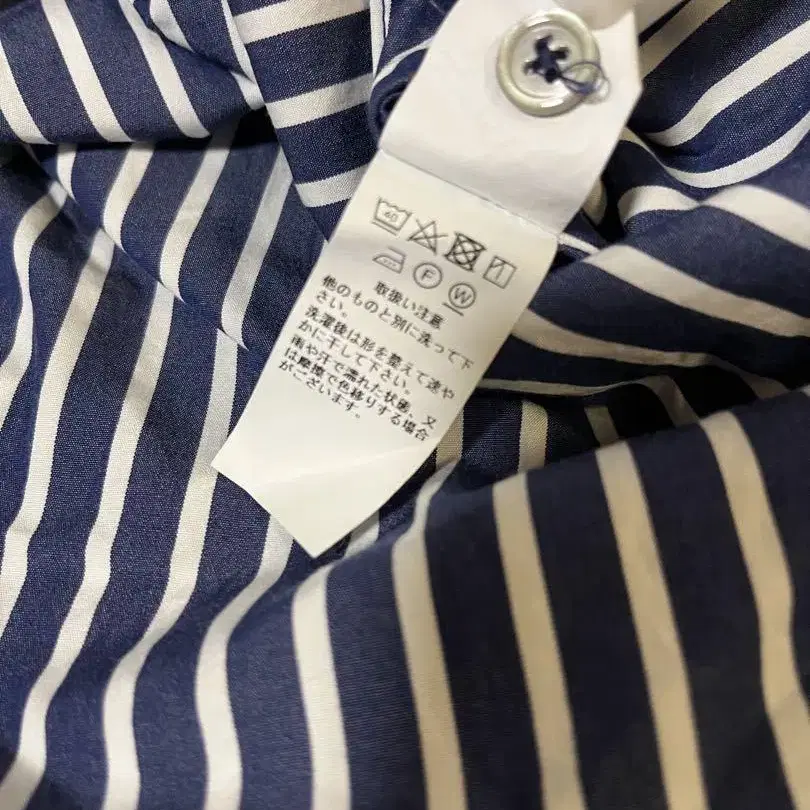 40
F
W
取扱い注意
他のものと別に洗って下
さい。
洗濯後は形を整えて速や
かに干して下さい。
雨や汗で濡れた状態、又
は摩擦で色移りする場合
がございます。